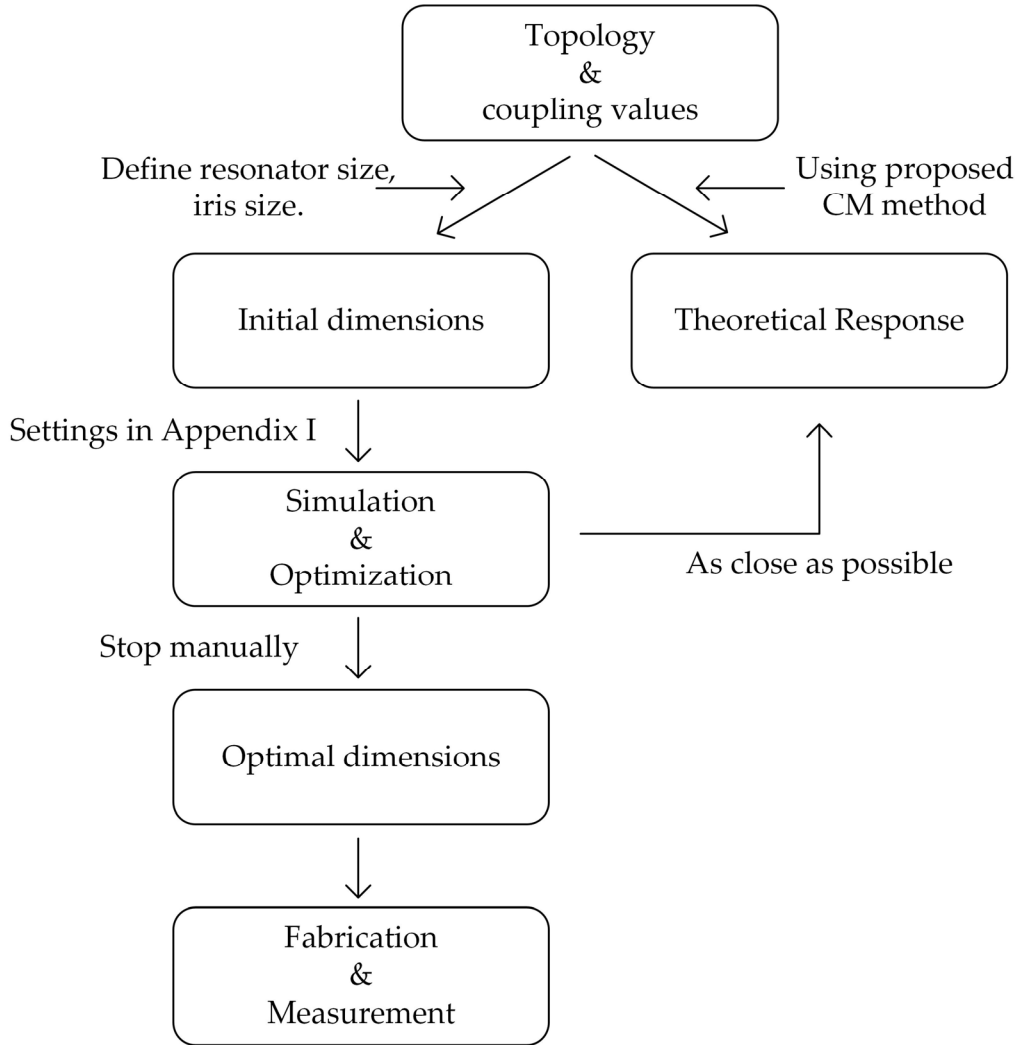 Topology
&
coupling values
Define resonator size,
iris size.
Using proposed
CM method
Initial dimensions
Theoretical Response
Settings in Appendix I
Simulation
&
Optimization
As close as possible
Stop manually
Optimal dimensions
Fabrication
&
Measurement